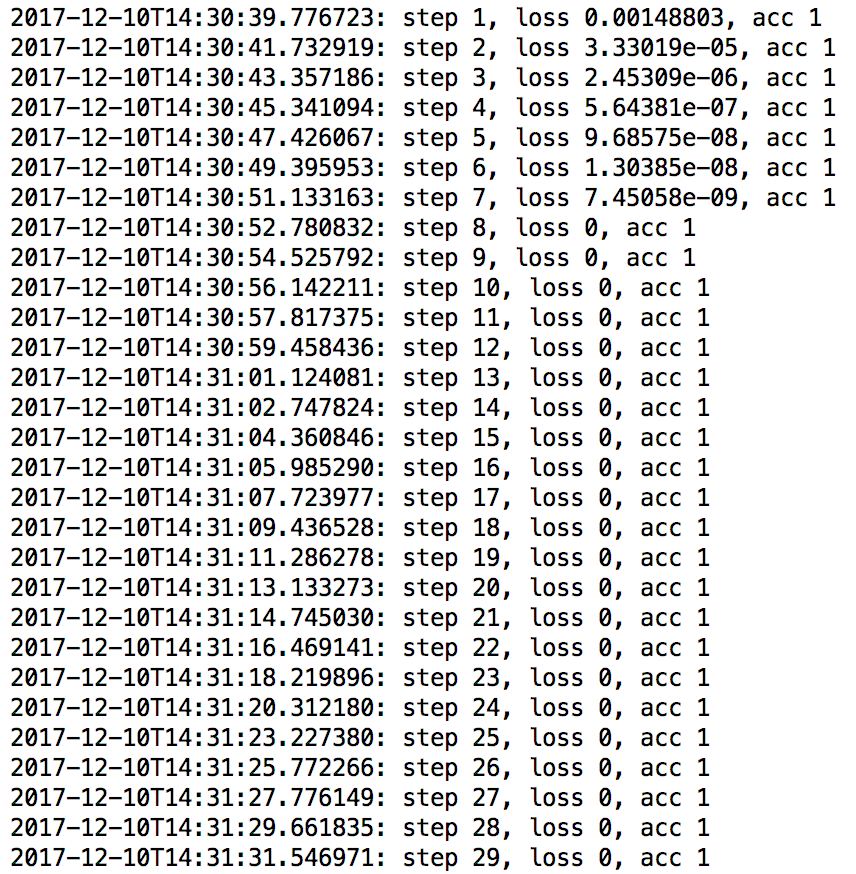 2017-12-10T14:30:39.776723: step 1, loss 0.00148803, acc 1
2017-12-10T14:30:41.732919: step 2, loss 3.33019e-05, acc 1
2017-12-10T14:30:43.357186: step 3, loss 2.45309e-06, acc 1
2017-12-10T14:30:45.341094: step 4, loss 5.64381e-07, acc 1
2017-12-10T14:30:47.426067: step 5, loss 9.68575e-08, acc 1
2017-12-10T14:30:49.395953: step 6, loss 1.30385e-08, acc 1
2017-12-10T14:30:51.133163: step 7, loss 7.45058e-09, acc 1
2017-12-10T14:30:52.780832: step 8, loss 0, acc 1
2017-12-10T14:30:54.525792: step 9, loss 0, acc 1
2017-12-10T14:30:56.142211: step 10, loss 0, acc 1
2017-12-10T14:30:57.817375: step 11, loss 0, acc 1
2017-12-10T14:30:59.458436: step 12, loss 0, acc 1
2017-12-10T14:31:01.124081: step 13, loss 0, acc 1
2017-12-10T14:31:02.747824: step 14, loss 0, acc 1
2017-12-10T14:31:04.360846: step 15, loss 0, acc 1
2017-12-10T14:31:05.985290: step 16, loss 0, acc 1
2017-12-10T14:31:07.723977: step 17, loss 0, acc 1
2017-12-10T14:31:09.436528: step 18, loss 0, acc 1
2017-12-10T14:31:11.286278: step 19, loss 0, acc 1
2017-12-10T14:31:13.133273: step 20, loss 0, acc 1
2017-12-10T14:31:14.745030: step 21, loss 0, acc 1
2017-12-10T14:31:16.469141: step 22, loss 0, acc 1
2017-12-10T14:31:18.219896: step 23, loss 0, acc 1
2017-12-10T14:31:20.312180: step 24, loss 0, acc 1
2017-12-10T14:31:23.227380: step 25, loss 0, acc 1
2017-12-10T14:31:25.772266: step 26, loss 0, acc 1
2017-12-10T14:31:27.776149: step 27, loss 0, acc 1
2017-12-10T14:31:29.661835: step 28, loss 0, acc 1
2017-12-10T14:31:31.546971: step 29, loss 0, acc 1